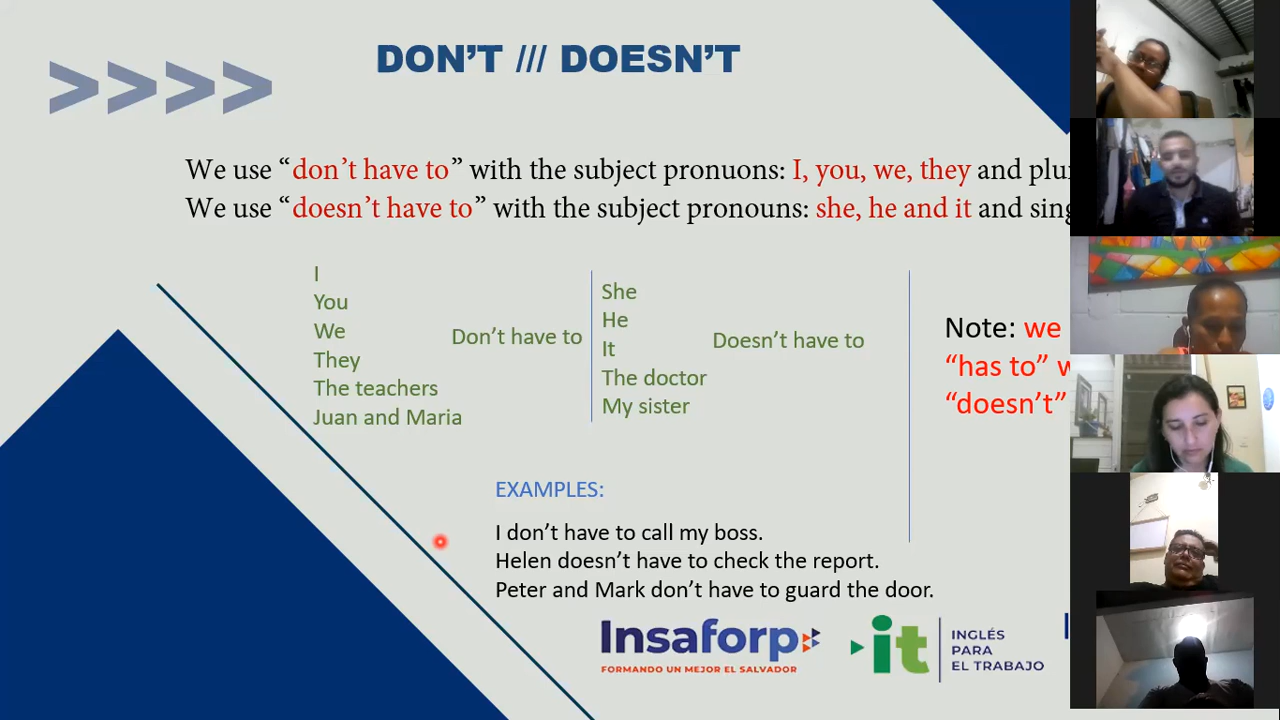 >>>>
DON’T /// DOESN’T
We use “don’t have to” with the subject pronuons: I, you, we, they and
We use “doesn’t have to” with the subject pronouns: she, he and it and
I
You
We
They
The teachers
Juan and Maria
Don’t have to
She
He
It
The doctor
My sister
Doesn’t have to
Note: we
“has to”
“doesn’t”
EXAMPLES:
I don’t have to call my boss.
Helen doesn’t have to check the report.
Peter and Mark don’t have to guard the door.
Insaforp
FORMANDO UN MEJOR EL SALVADOR
it
INGLÉS
PARA
EL TRABAJO